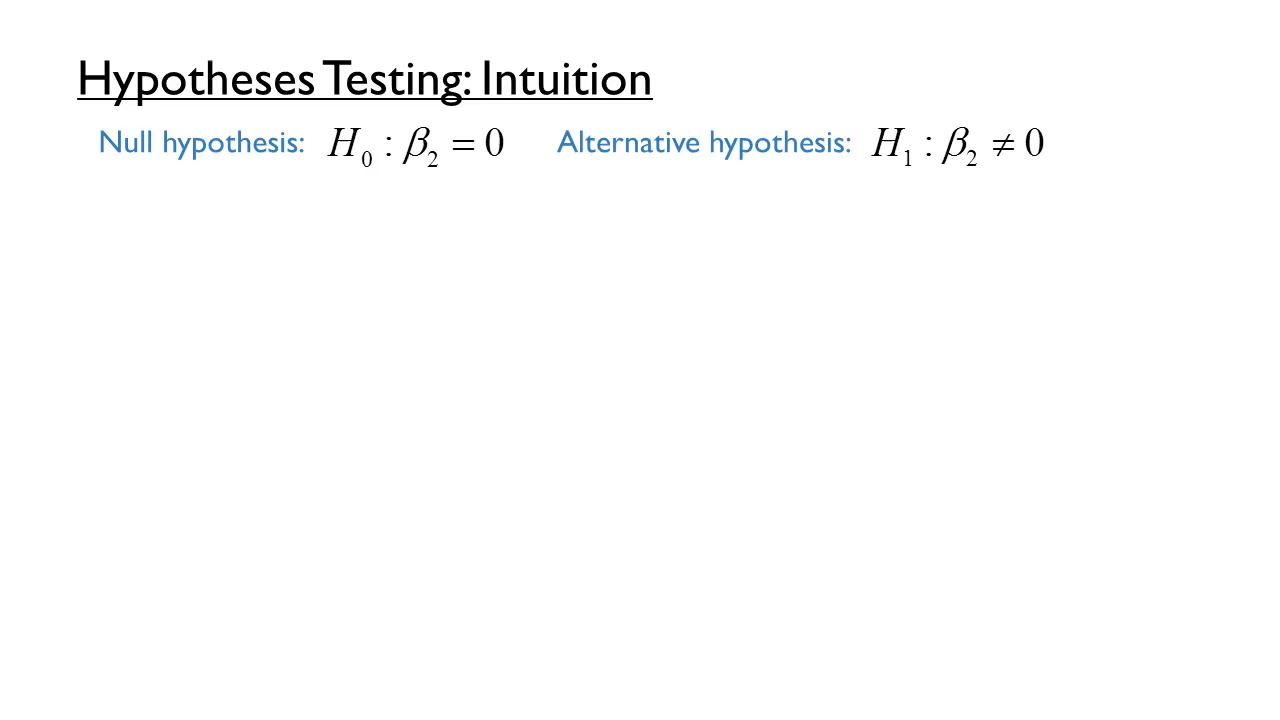 Hypotheses Testing: Intuition
Null hypothesis: H₀ : β₂ = 0 Alternative hypothesis: H₁ : β₂ ≠ 0